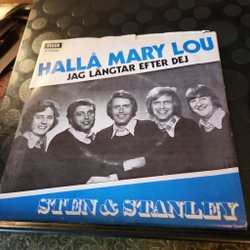 DECCA
HALLÅ MARY LOU
JAG LÄNGTAR EFTER DEJ
STEN & STANLEY